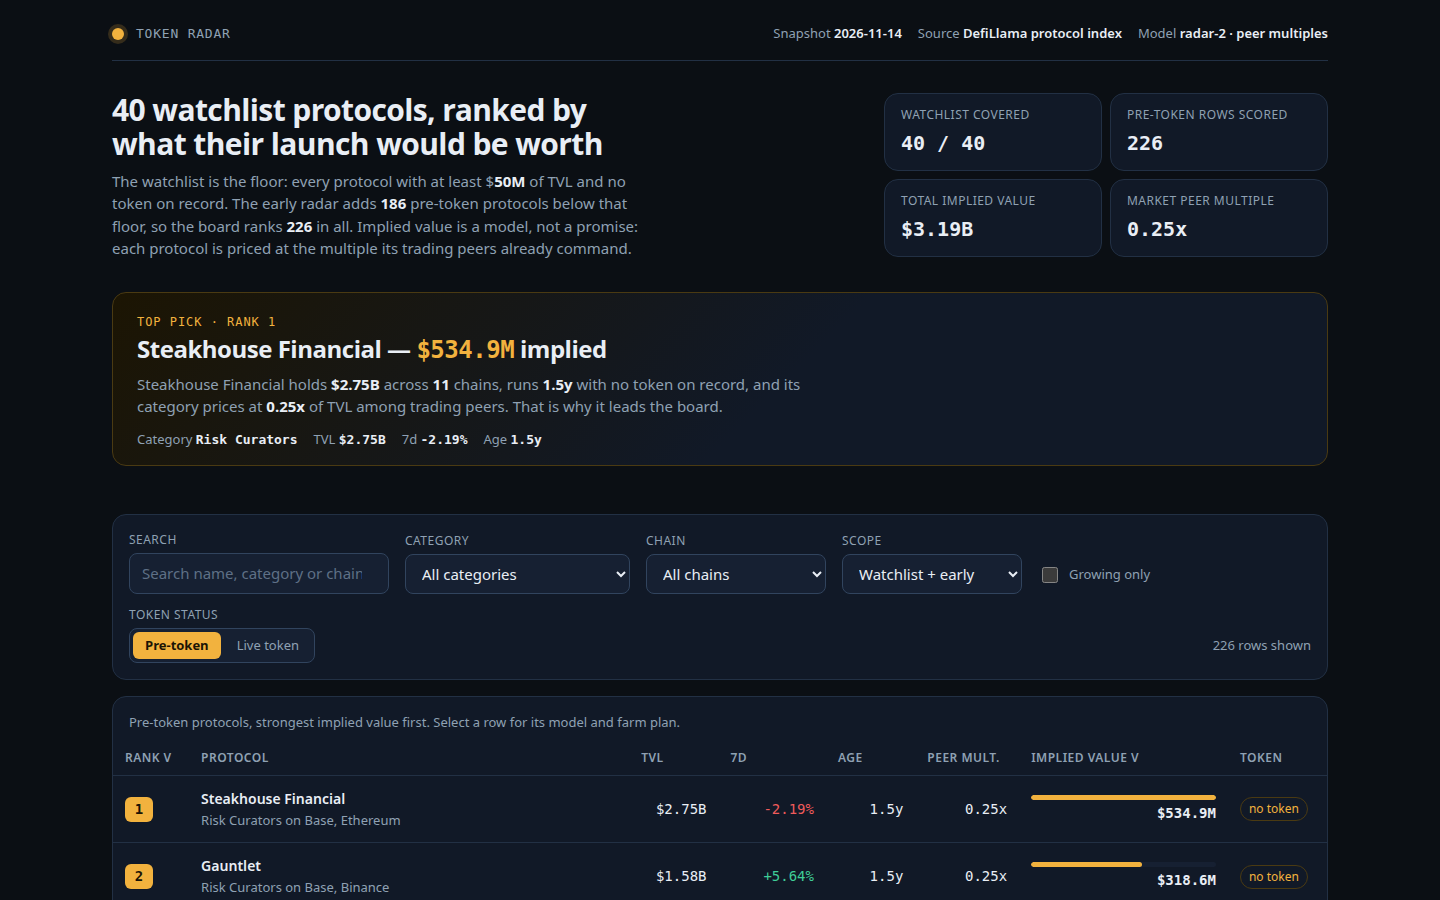 TOKEN RADAR
Snapshot 2026-11-14 Source DefiLlama protocol index Model radar-2 · peer multiples
40 watchlist protocols, ranked by
what their launch would be worth
The watchlist is the floor: every protocol with at least $50M of TVL and no
token on record. The early radar adds 186 pre-token protocols below that
floor, so the board ranks 226 in all. Implied value is a model, not a promise:
each protocol is priced at the multiple its trading peers already command.
WATCHLIST COVERED
40 / 40
PRE-TOKEN ROWS SCORED
226
TOTAL IMPLIED VALUE
$3.19B
MARKET PEER MULTIPLE
0.25x
TOP PICK · RANK 1
Steakhouse Financial — $534.9M implied
Steakhouse Financial holds $2.75B across 11 chains, runs 1.5y with no token on record, and its
category prices at 0.25x of TVL among trading peers. That is why it leads the board.
Category Risk Curators TVL $2.75B 7d -2.19% Age 1.5y
SEARCH
Search name, category or chain
CATEGORY
All categories
CHAIN
All chains
SCOPE
Watchlist + early
Growing only
TOKEN STATUS
Pre-token Live token
226 rows shown
Pre-token protocols, strongest implied value first. Select a row for its model and farm plan.
RANK V PROTOCOL TVL 7D AGE PEER MULT. IMPLIED VALUE V TOKEN
1 Steakhouse Financial $2.75B -2.19% 1.5y 0.25x $534.9M no token
Risk Curators on Base, Ethereum
2 Gauntlet $1.58B +5.64% 1.5y 0.25x $318.6M no token
Risk Curators on Base, Binance